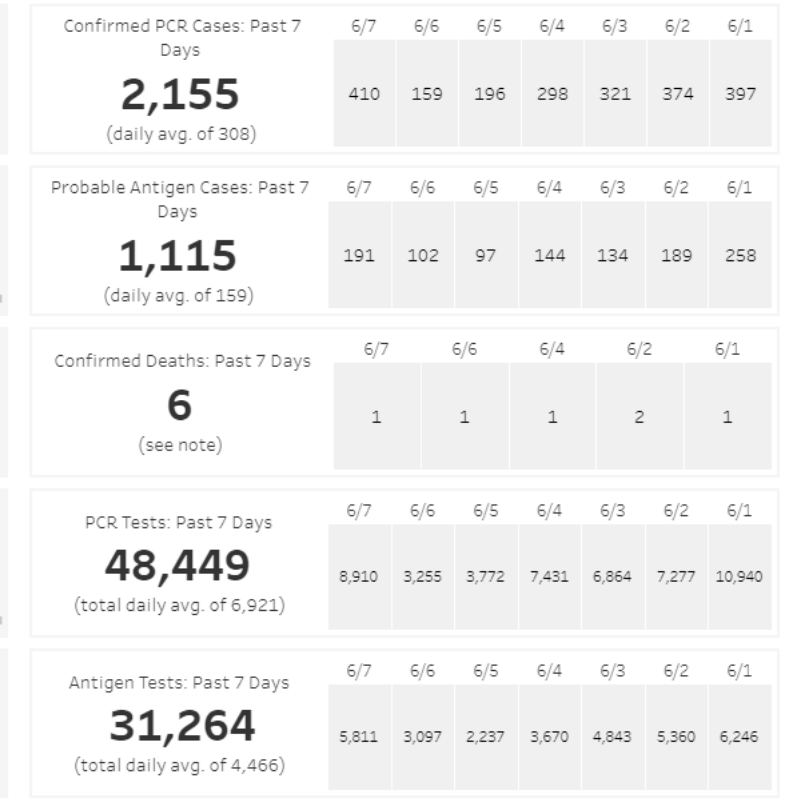 Confirmed PCR Cases: Past 7
Days
2,155
(daily avg. of 308)
6/7 6/6 6/5 6/4 6/3 6/2 6/1
410 159 196 298 321 374 397
Probable Antigen Cases: Past 7
Days
1,115
(daily avg. of 159)
6/7 6/6 6/5 6/4 6/3 6/2 6/1
191 102 97 144 134 189 258
Confirmed Deaths: Past 7 Days
6
(see note)
6/7 6/6 6/4 6/2 6/1
1 1 1 2 1
PCR Tests: Past 7 Days
48,449
(total daily avg. of 6,921)
6/7 6/6 6/5 6/4 6/3 6/2 6/1
8,910 3,255 3,772 7,431 6,864 7,277 10,940
Antigen Tests: Past 7 Days
31,264
(total daily avg. of 4,466)
6/7 6/6 6/5 6/4 6/3 6/2 6/1
5,811 3,097 2,237 3,670 4,843 5,360 6,246